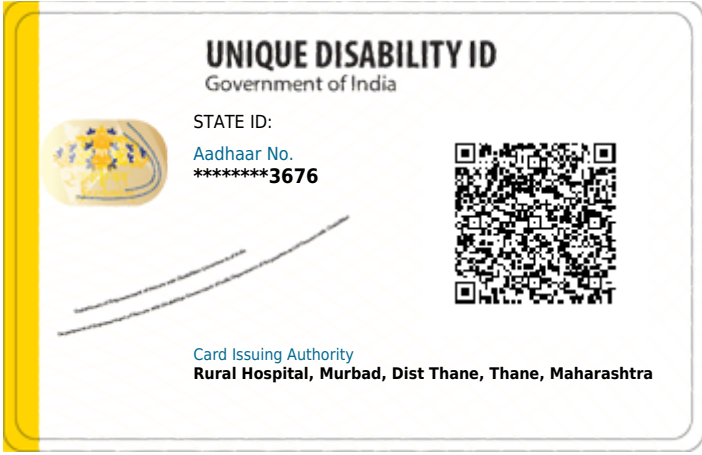 UNIQUE DISABILITY ID
Government of India
STATE ID:
Aadhaar No.
********3676
Card Issuing Authority
Rural Hospital, Murbad, Dist Thane, Thane, Maharashtra